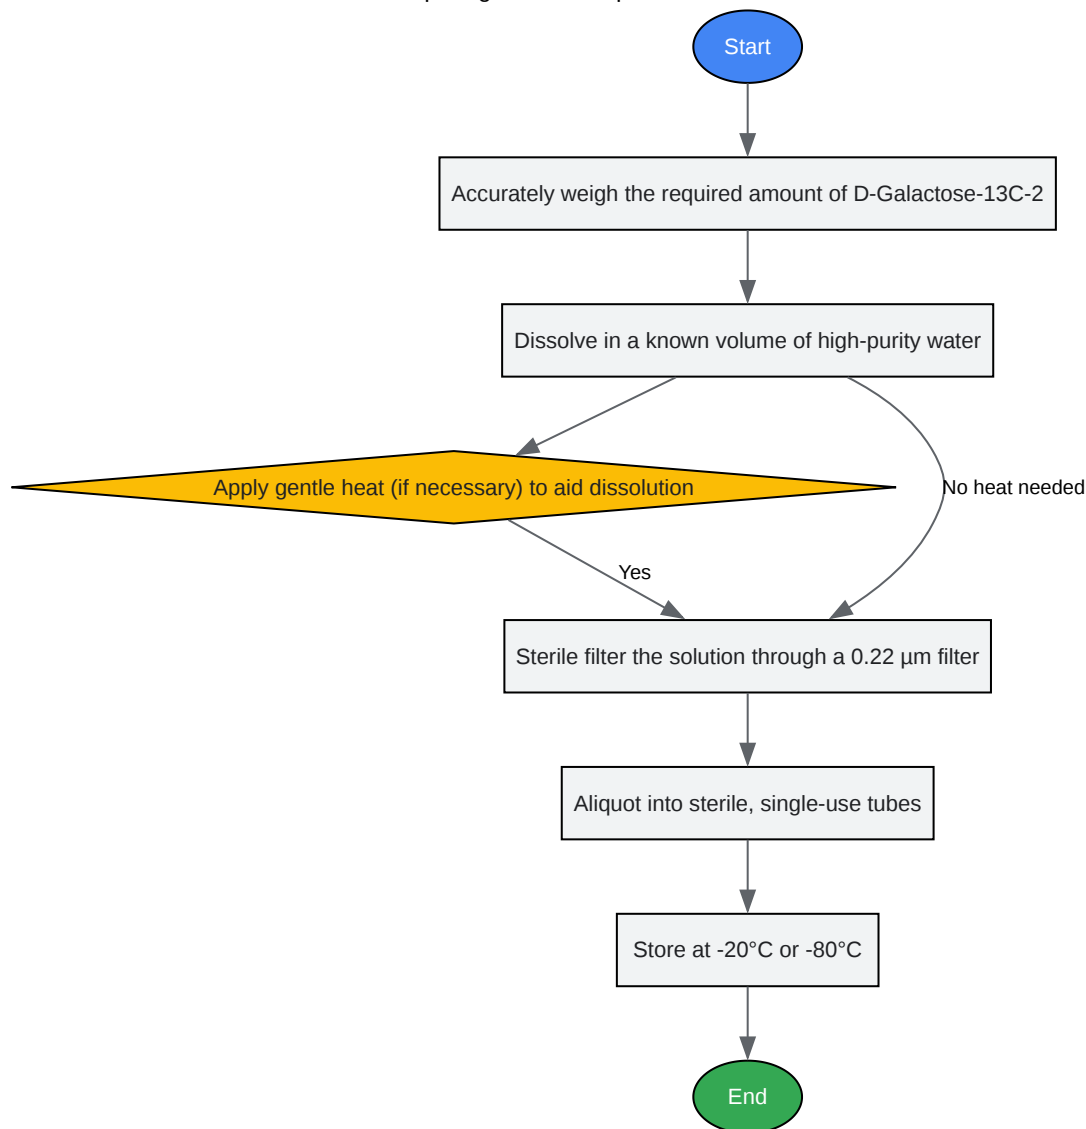 Start
Accurately weigh the required amount of D-Galactose-13C-2
Dissolve in a known volume of high-purity water
Apply gentle heat (if necessary) to aid dissolution
No heat needed
Yes
Sterile filter the solution through a 0.22 µm filter
Aliquot into sterile, single-use tubes
Store at -20°C or -80°C
End